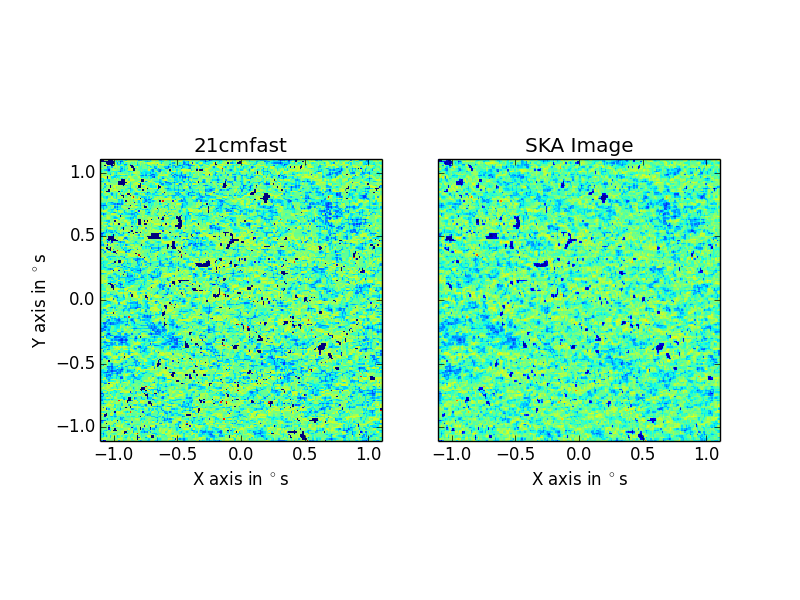 21cmfast
SKA Image
1.0
0.5
0.0
−0.5
−1.0
Y axis in °s
−1.0 −0.5 0.0 0.5 1.0
−1.0 −0.5 0.0 0.5 1.0
X axis in °s
X axis in °s